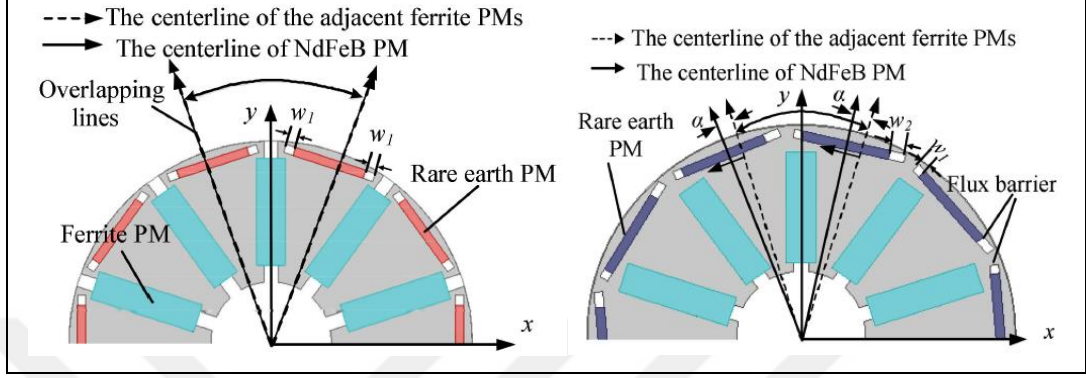 The centerline of the adjacent ferrite PMs
The centerline of NdFeB PM
Overlapping
lines
y
w1
w1
Rare earth PM
Ferrite PM
x
The centerline of the adjacent ferrite PMs
The centerline of NdFeB PM
Rare earth
PM
α
y
α
w2
w1
Flux barrier
x